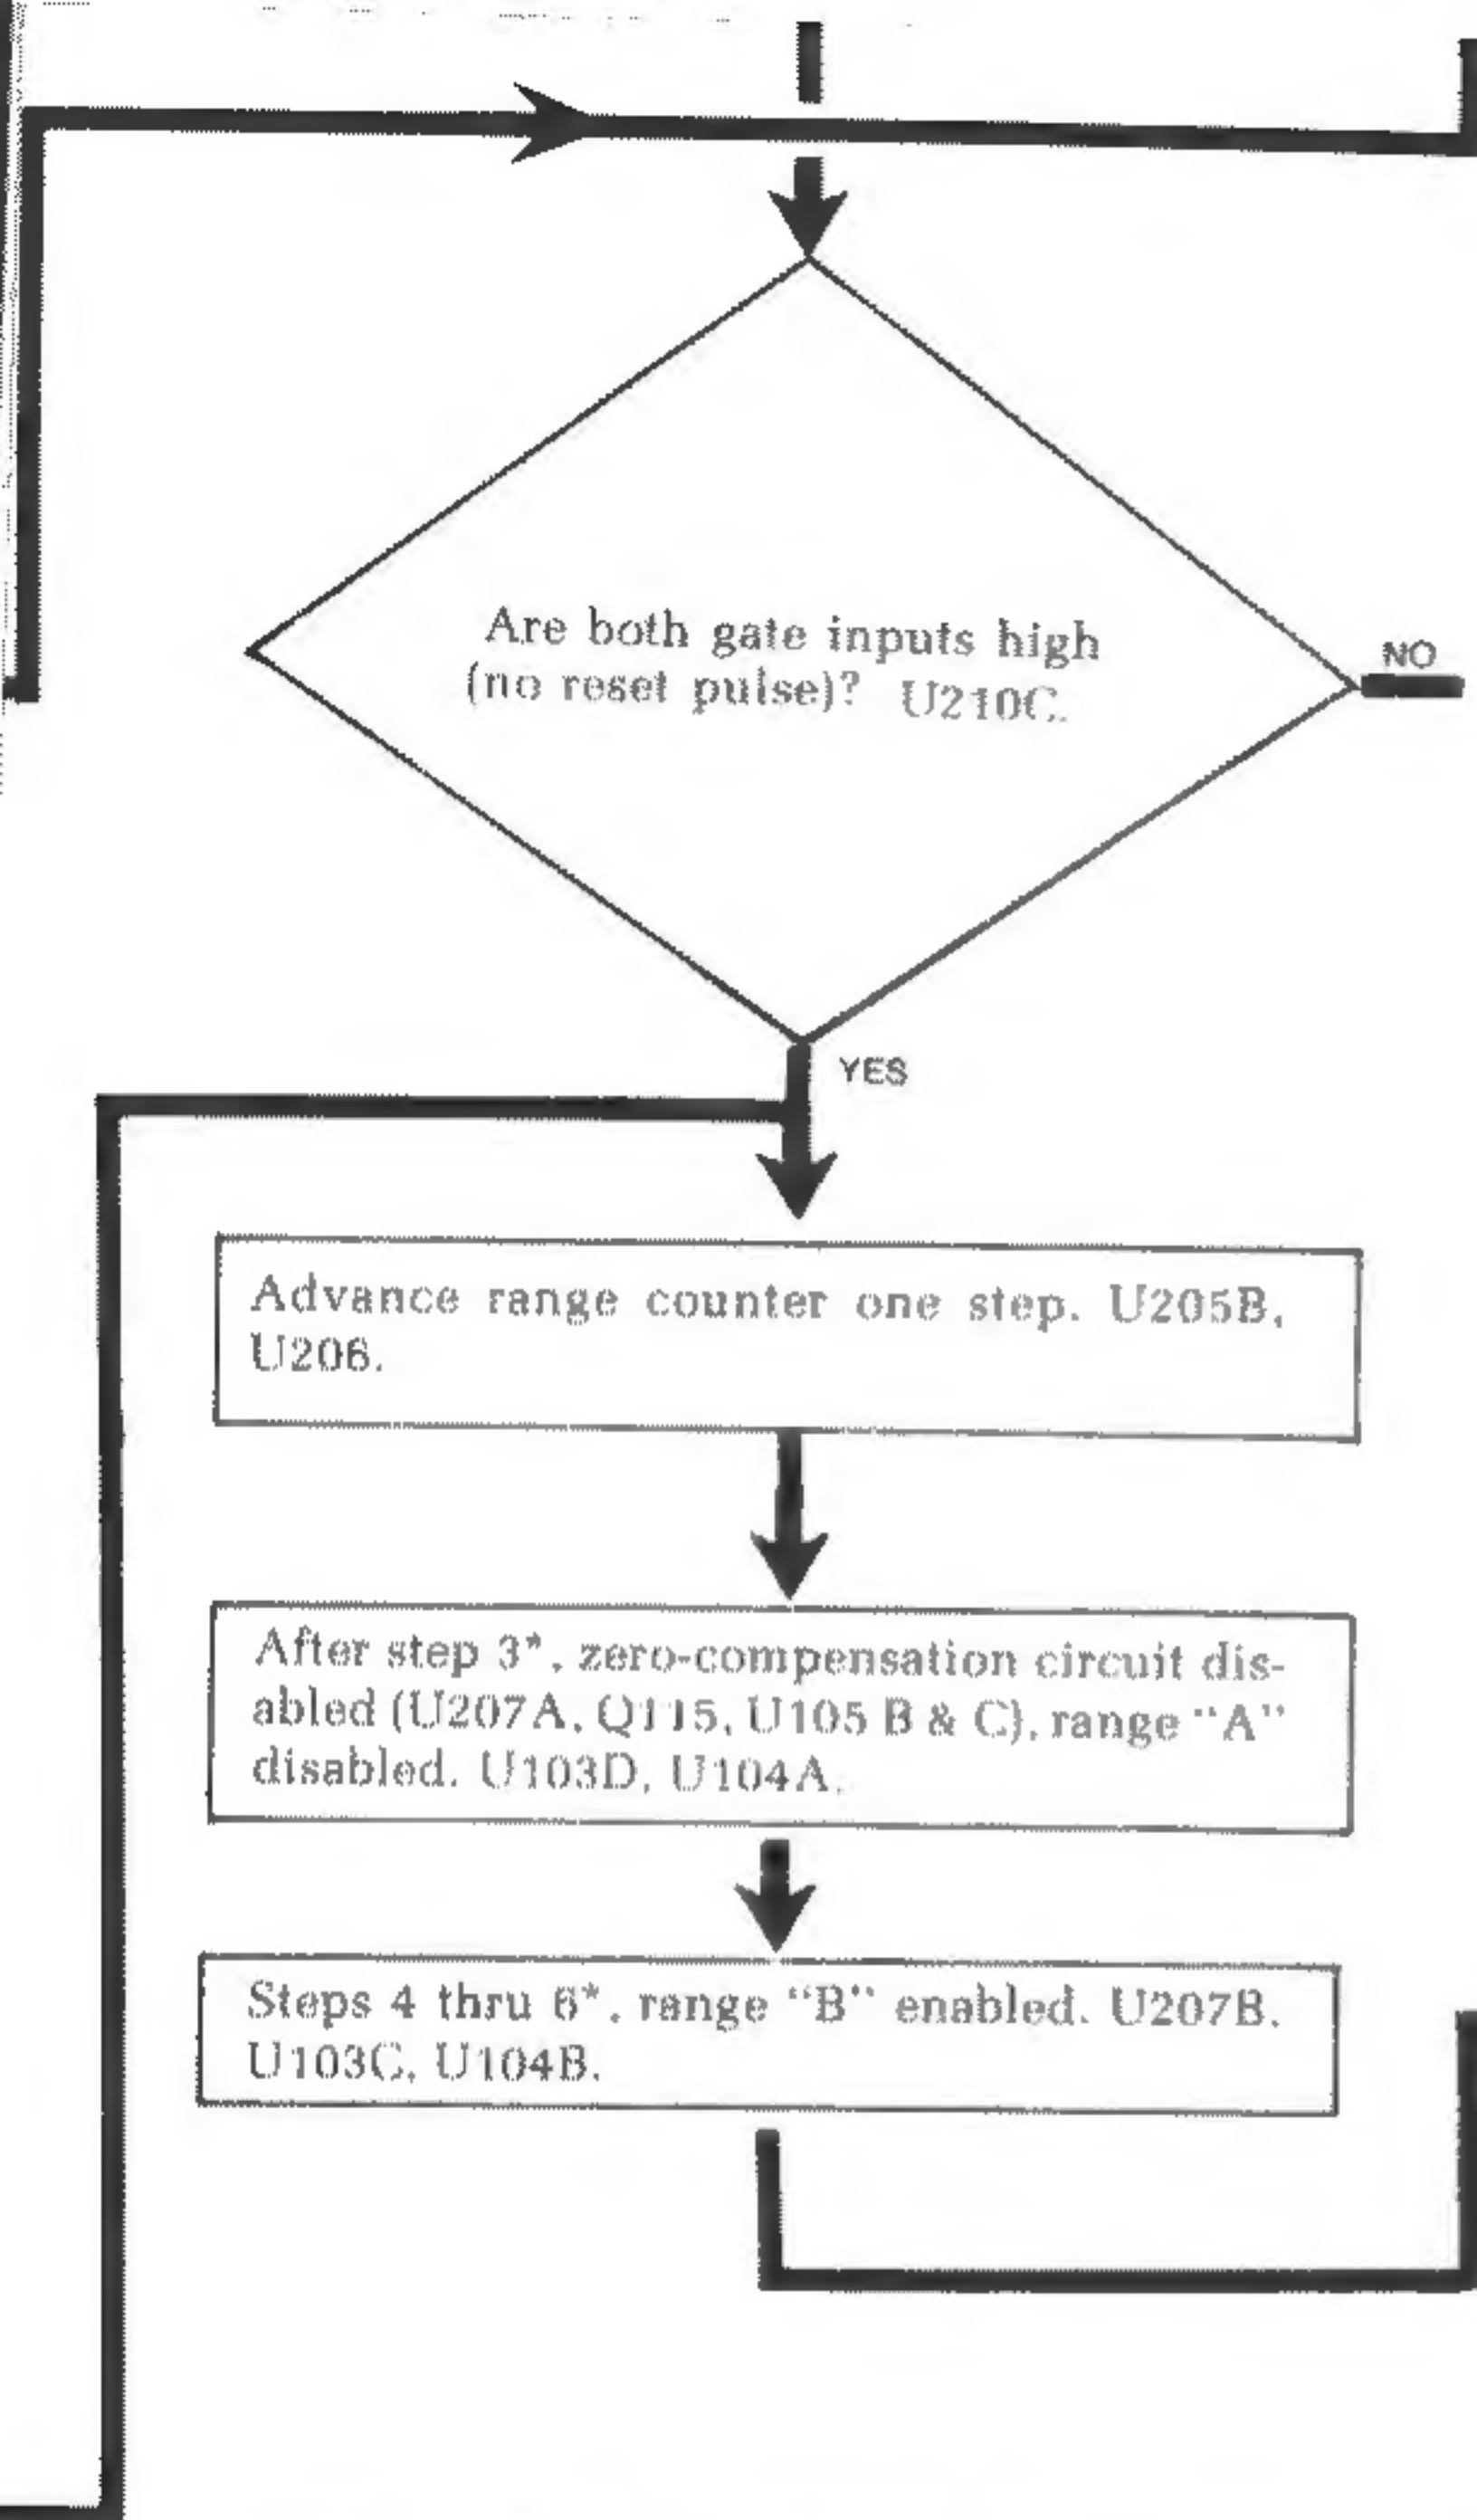 Are both gate inputs high
(no reset pulse)? U210C.
NO
YES
Advance range counter one step. U205B,
U206.
After step 3*, zero-compensation circuit dis-
abled (U207A, Q115, U105 B & C), range "A"
disabled. U103D, U104A.
Steps 4 thru 6*, range "B" enabled. U207B,
U103C, U104B.